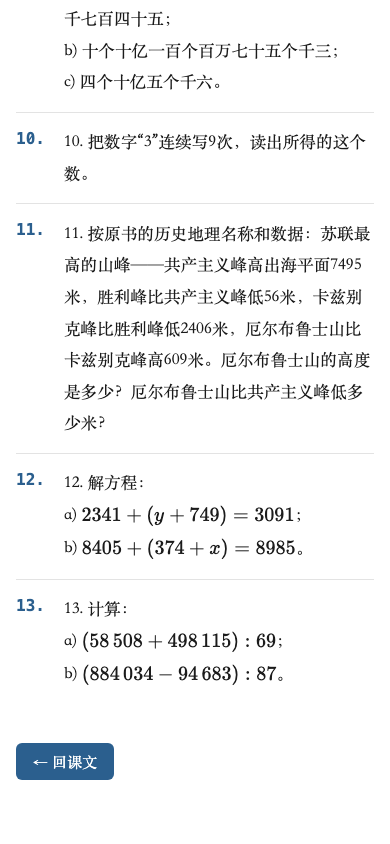 千七百四十五；
b) 十个十亿一百个百万七十五个千三；
c) 四个十亿五个千六。
10. 10. 把数字“3”连续写9次，读出所得的这个
数。
11. 11. 按原书的历史地理名称和数据：苏联最
高的山峰——共产主义峰高出海平面7495
米，胜利峰比共产主义峰低56米，卡兹别
克峰比胜利峰低2406米，厄尔布鲁士山比
卡兹别克峰高609米。厄尔布鲁士山的高度
是多少？厄尔布鲁士山比共产主义峰低多
少米？
12. 12. 解方程：
a) 2341 + (y + 749) = 3091；
b) 8405 + (374 + x) = 8985。
13. 13. 计算：
a) (58 508 + 498 115) : 69；
b) (884 034 − 94 683) : 87。
← 回课文